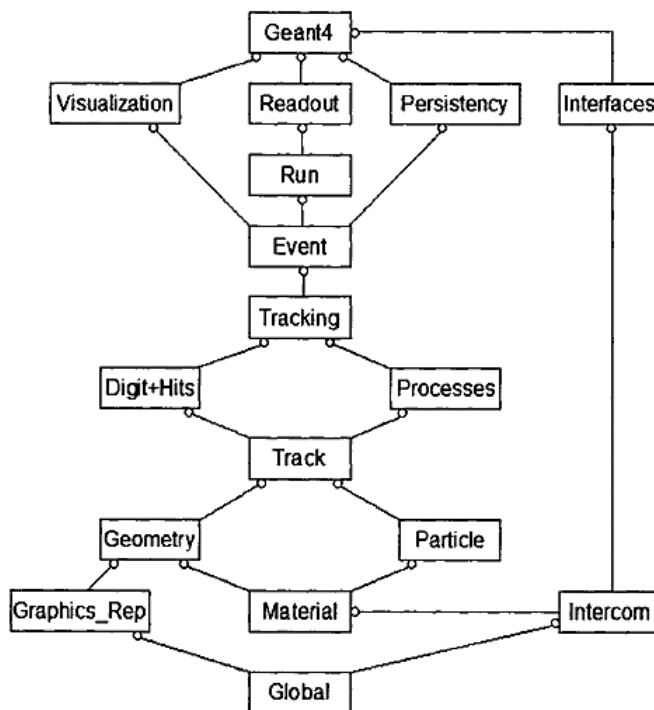 Geant4
Visualization
Readout
Persistency
Interfaces
Run
Event
Tracking
Digit+Hits
Processes
Track
Geometry
Particle
Graphics_Rep
Material
Intercom
Global